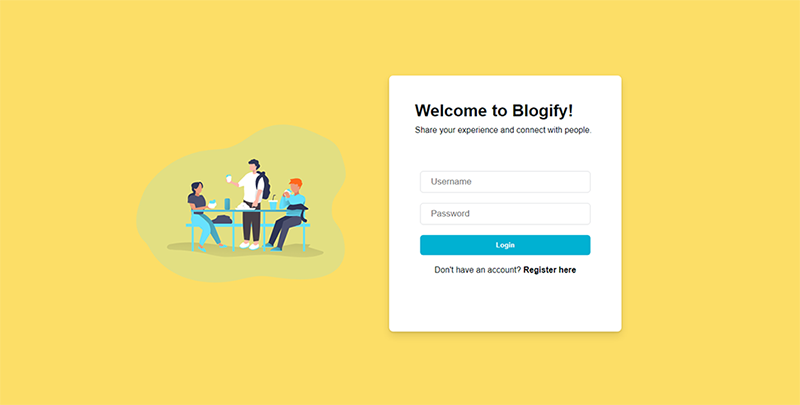 Welcome to Blogify!
Share your experience and connect with people.
Username
Password
Login
Don't have an account? Register here